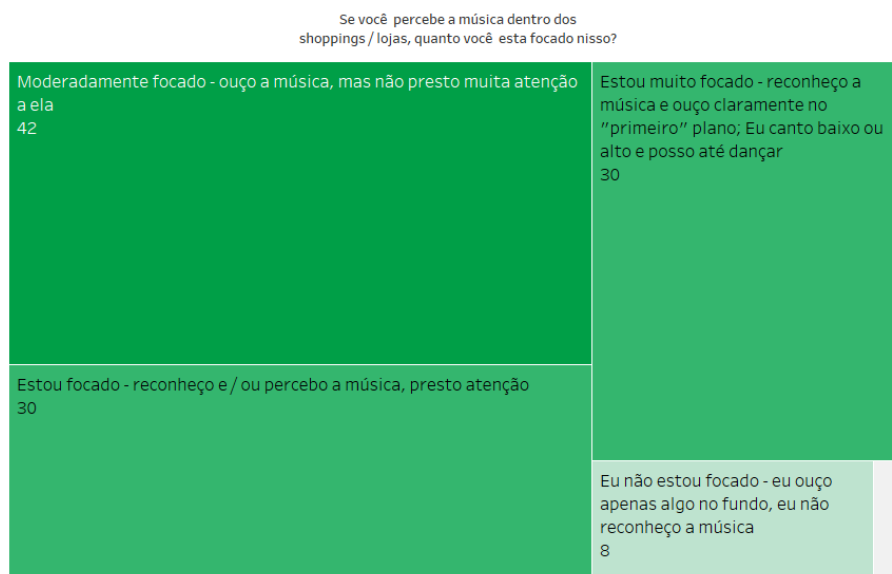 Se você percebe a música dentro dos
shoppings / lojas, quanto você esta focado nisso?
Moderadamente focado - ouço a música, mas não presto muita atenção
a ela
42
Estou muito focado - reconheço a
música e ouço claramente no
"primeiro" plano; Eu canto baixo ou
alto e posso até dançar
30
Estou focado - reconheço e / ou percebo a música, presto atenção
30
Eu não estou focado - eu ouço
apenas algo no fundo, eu não
reconheço a música
8